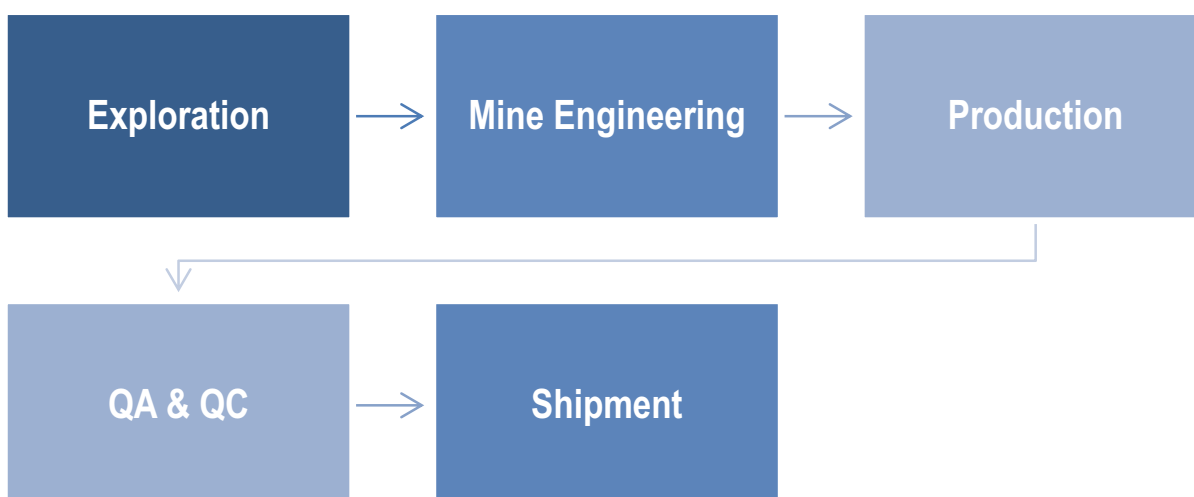 Exploration
Mine Engineering
Production
QA & QC
Shipment